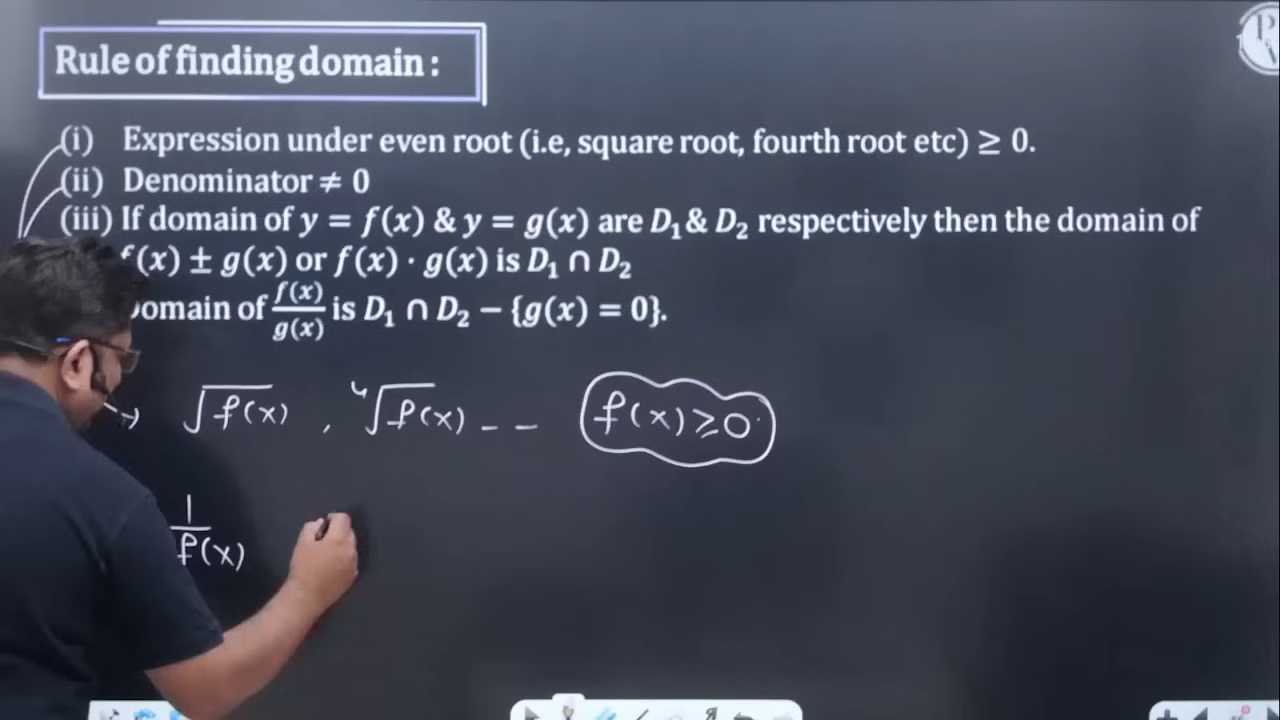 Rule of finding domain :
(i) Expression under even root (i.e, square root, fourth root etc) ≥ 0.
(ii) Denominator ≠ 0
(iii) If domain of y = f(x) & y = g(x) are D₁ & D₂ respectively then the domain of
f(x) ± g(x) or f(x) · g(x) is D₁ ∩ D₂
omain of f(x)/g(x) is D₁ ∩ D₂ − {g(x) = 0}.
→ √f(x) , ⁴√f(x) - - f(x) ≥ 0
1/f(x)